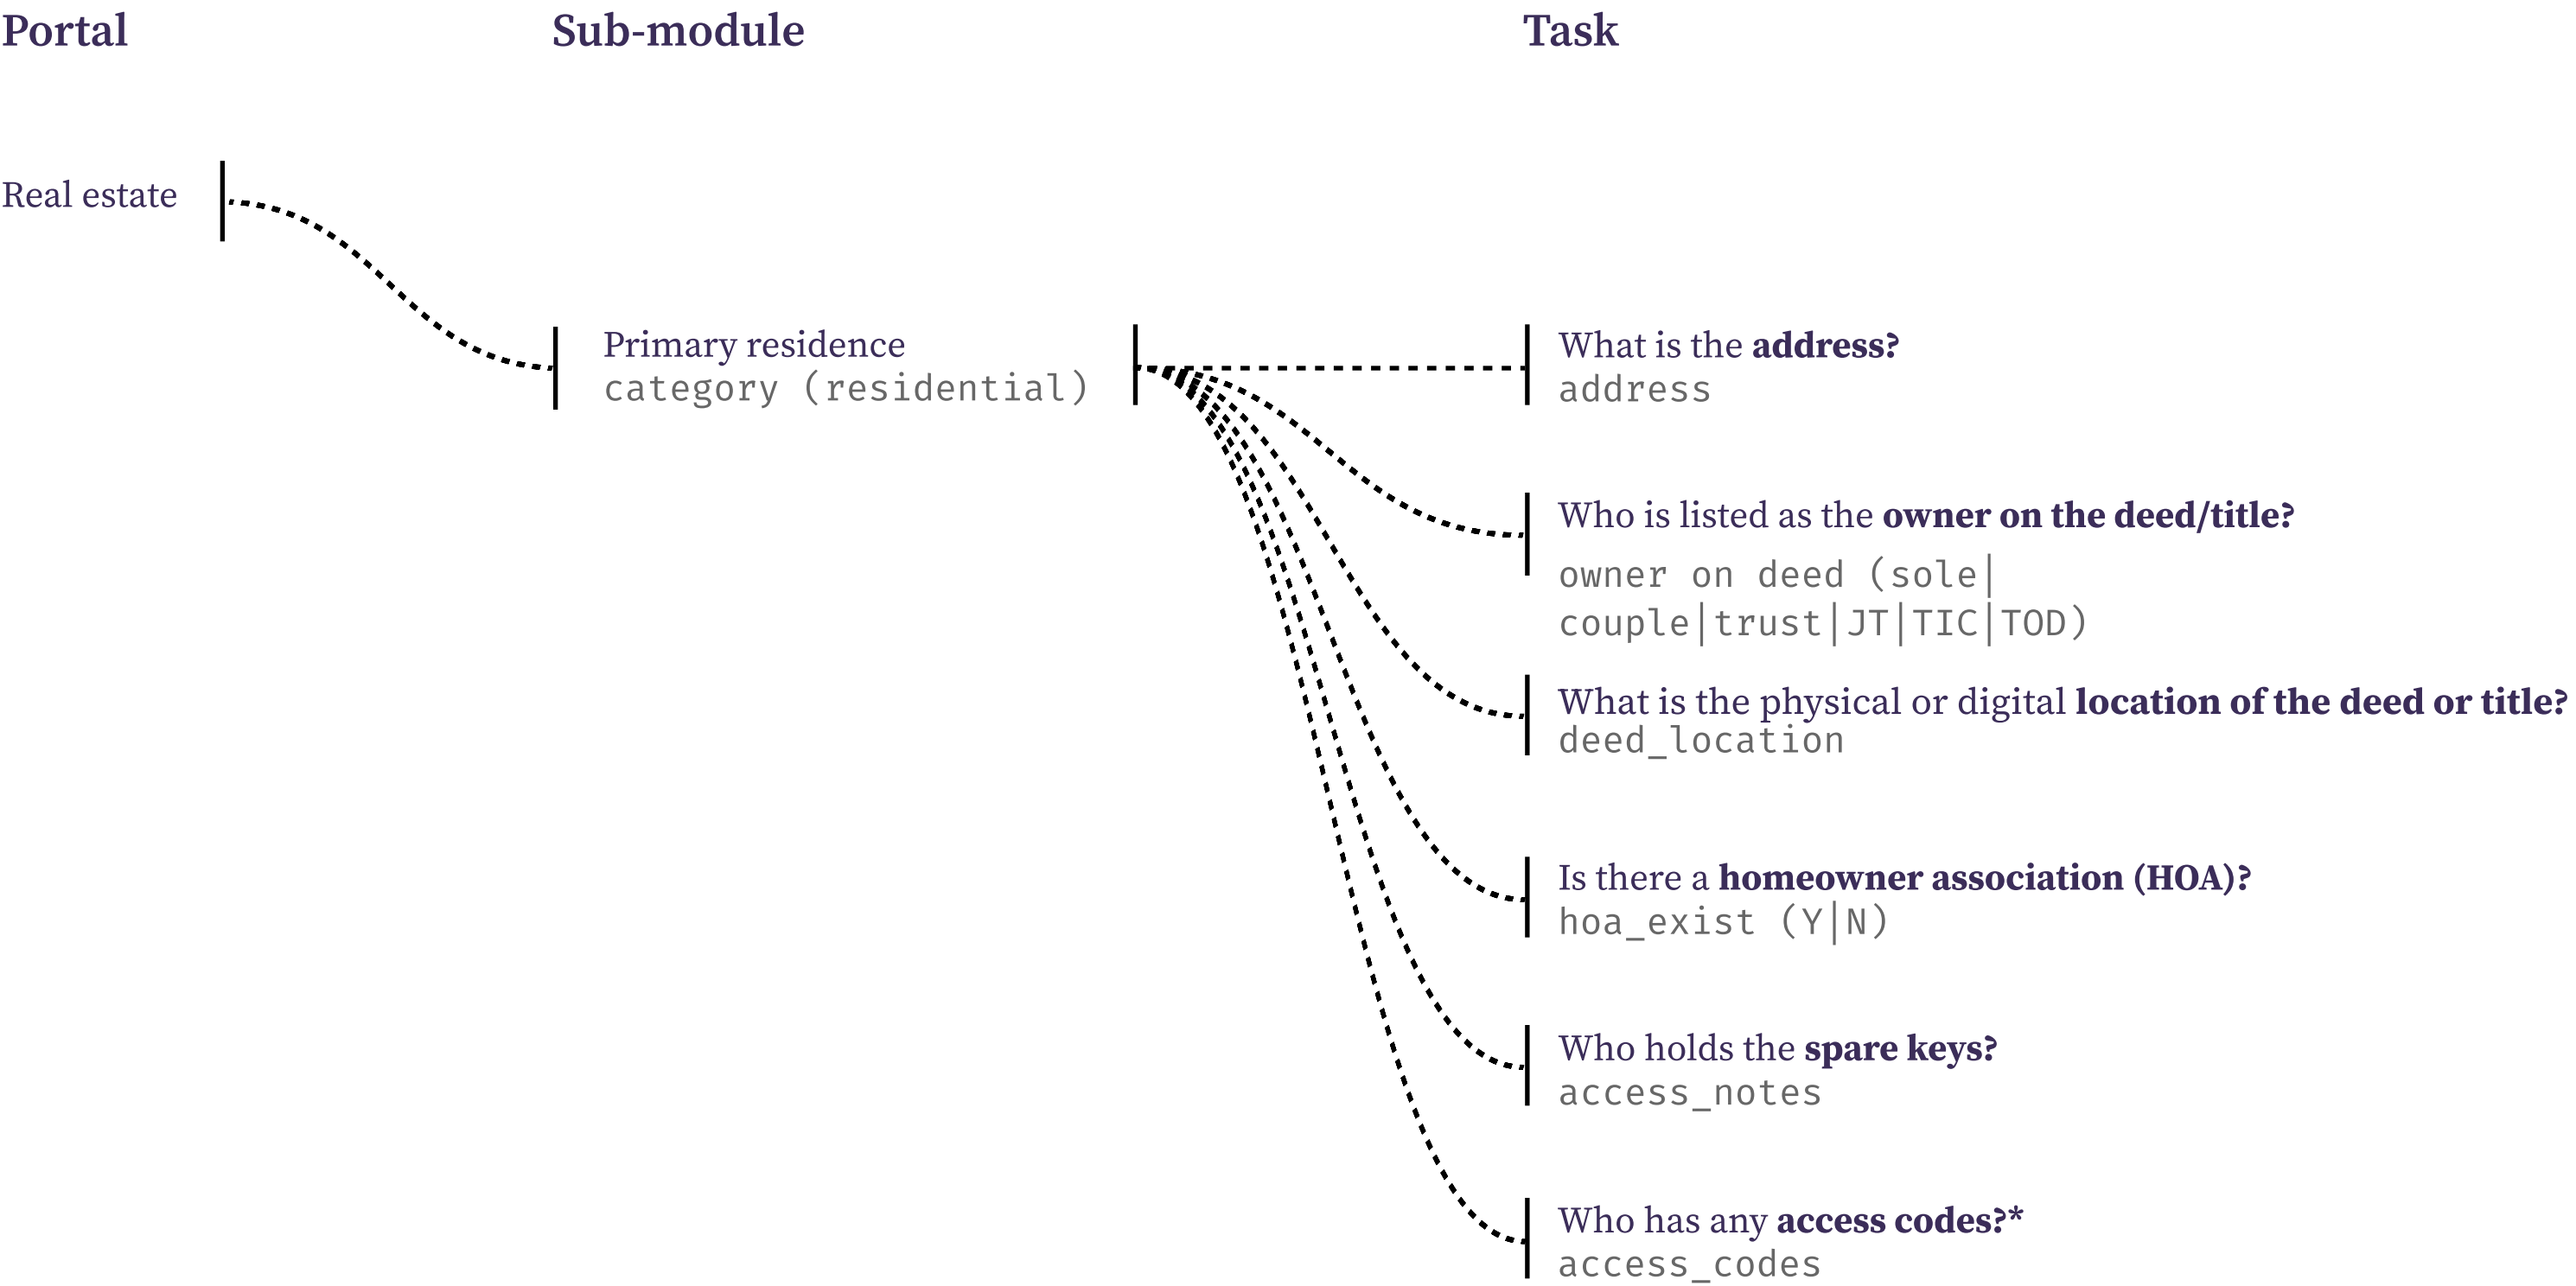 Portal
Sub-module
Task
Real estate
Primary residence
category (residential)
What is the address?
address
Who is listed as the owner on the deed/title?
owner on deed (sole|
couple|trust|JT|TIC|TOD)
What is the physical or digital location of the deed or title?
deed_location
Is there a homeowner association (HOA)?
hoa_exist (Y|N)
Who holds the spare keys?
access_notes
Who has any access codes?*
access_codes